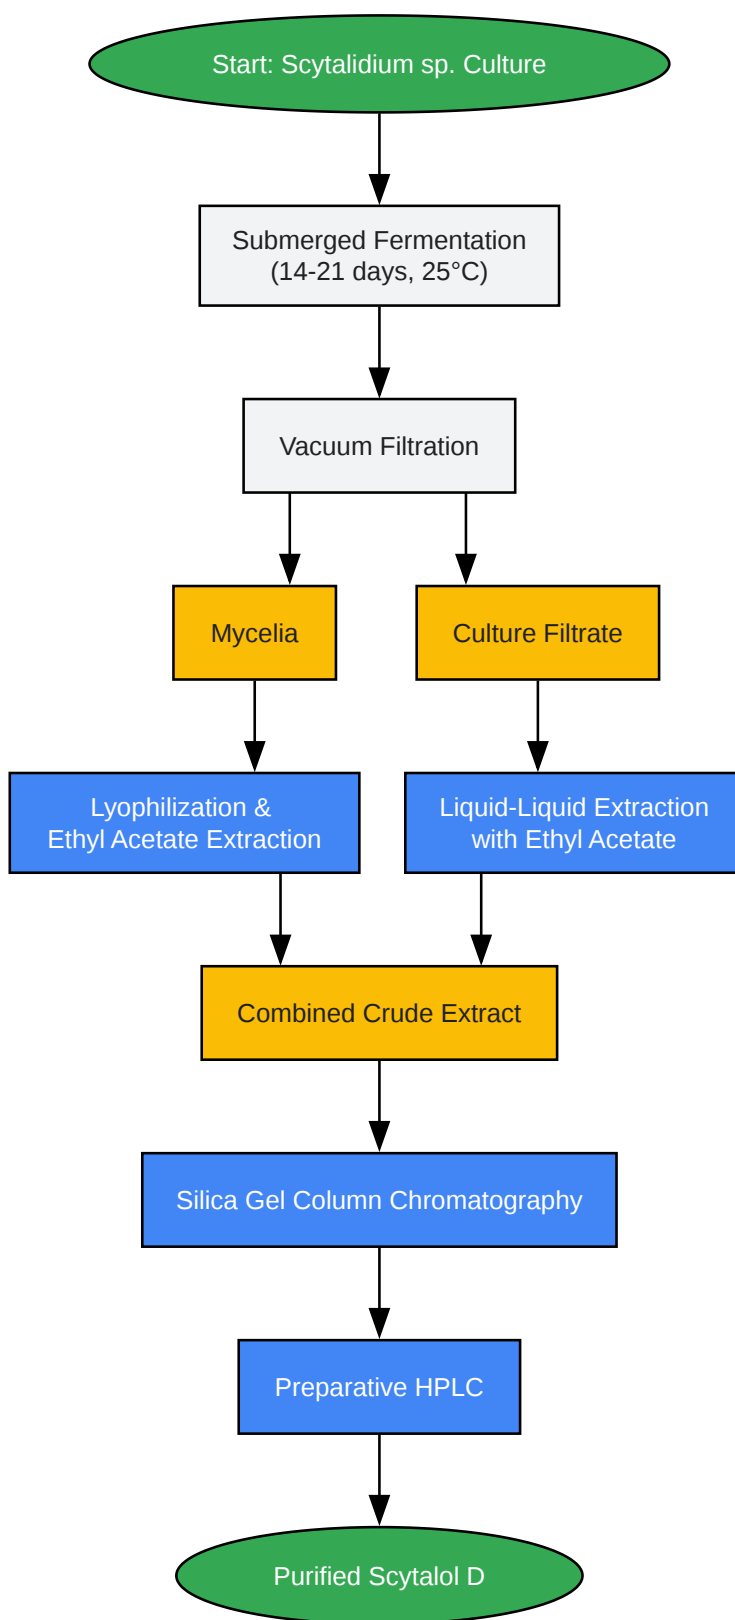 Start: Scytalidium sp. Culture
Submerged Fermentation
(14-21 days, 25°C)
Vacuum Filtration
Mycelia
Culture Filtrate
Lyophilization &
Ethyl Acetate Extraction
Liquid-Liquid Extraction
with Ethyl Acetate
Combined Crude Extract
Silica Gel Column Chromatography
Preparative HPLC
Purified Scytalol D